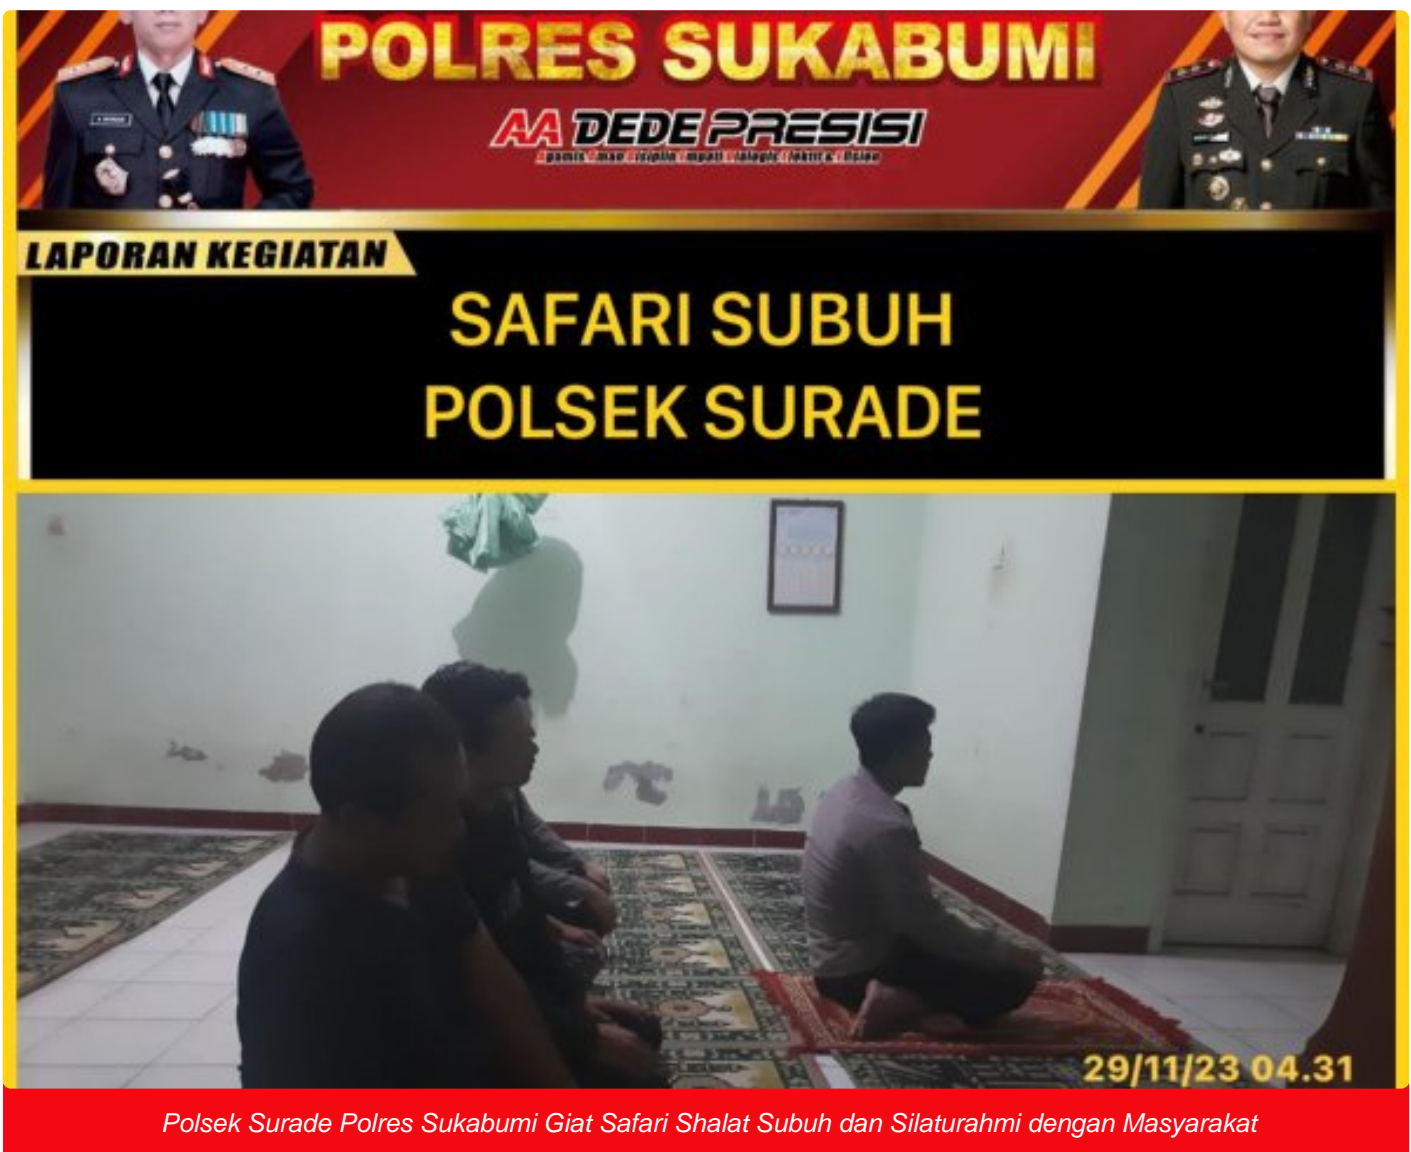 POLRES SUKABUMI
AA DEDE PRESISI
LAPORAN KEGIATAN
SAFARI SUBUH
POLSEK SURADE
29/11/23 04.31
Polsek Surade Polres Sukabumi Giat Safari Shalat Subuh dan Silaturahmi dengan Masyarakat